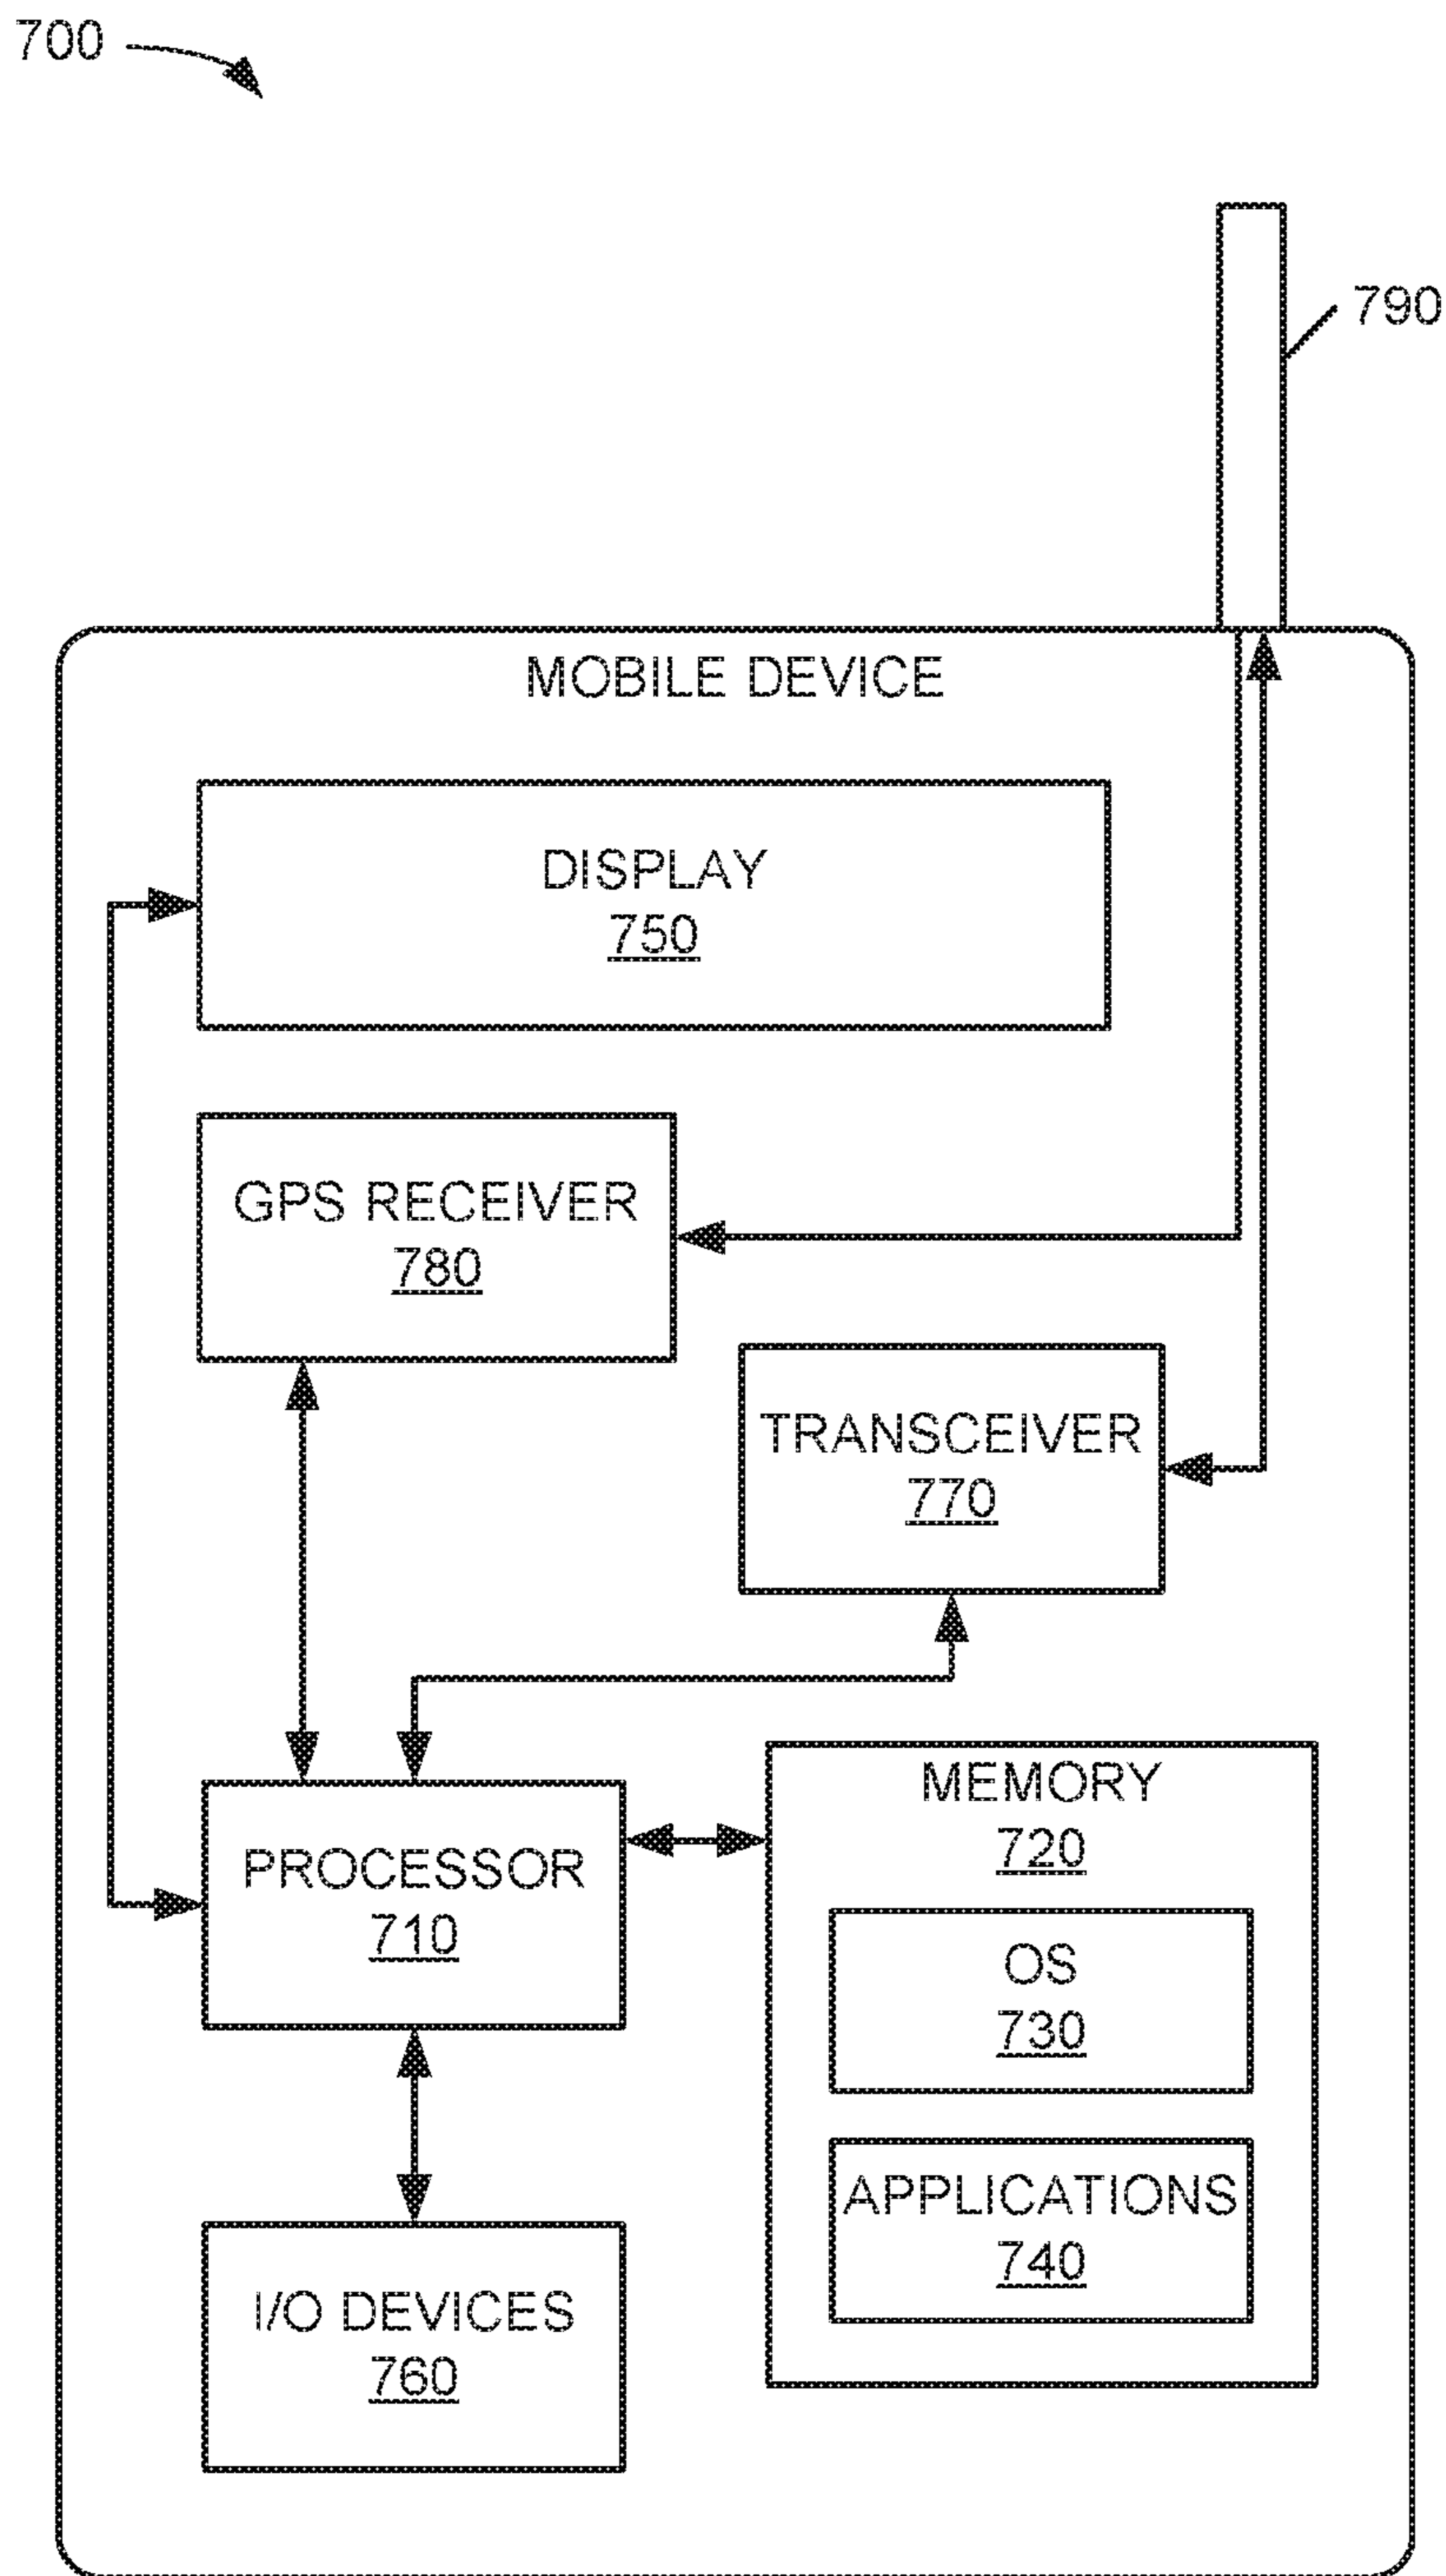 700
790
MOBILE DEVICE
DISPLAY
750
GPS RECEIVER
780
TRANSCEIVER
770
PROCESSOR
710
MEMORY
720
OS
730
APPLICATIONS
740
I/O DEVICES
760